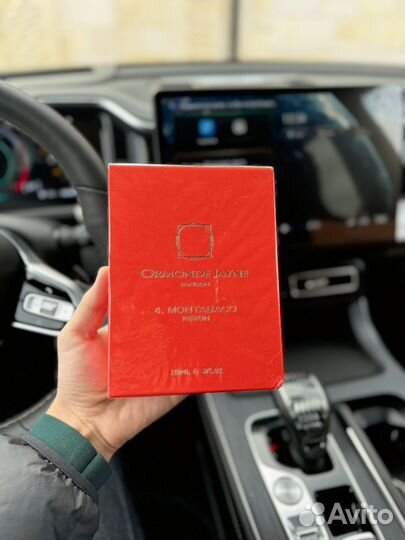 ORMONDE JAYNE
LONDON
4. MONTABACO
PARFUM
Avito